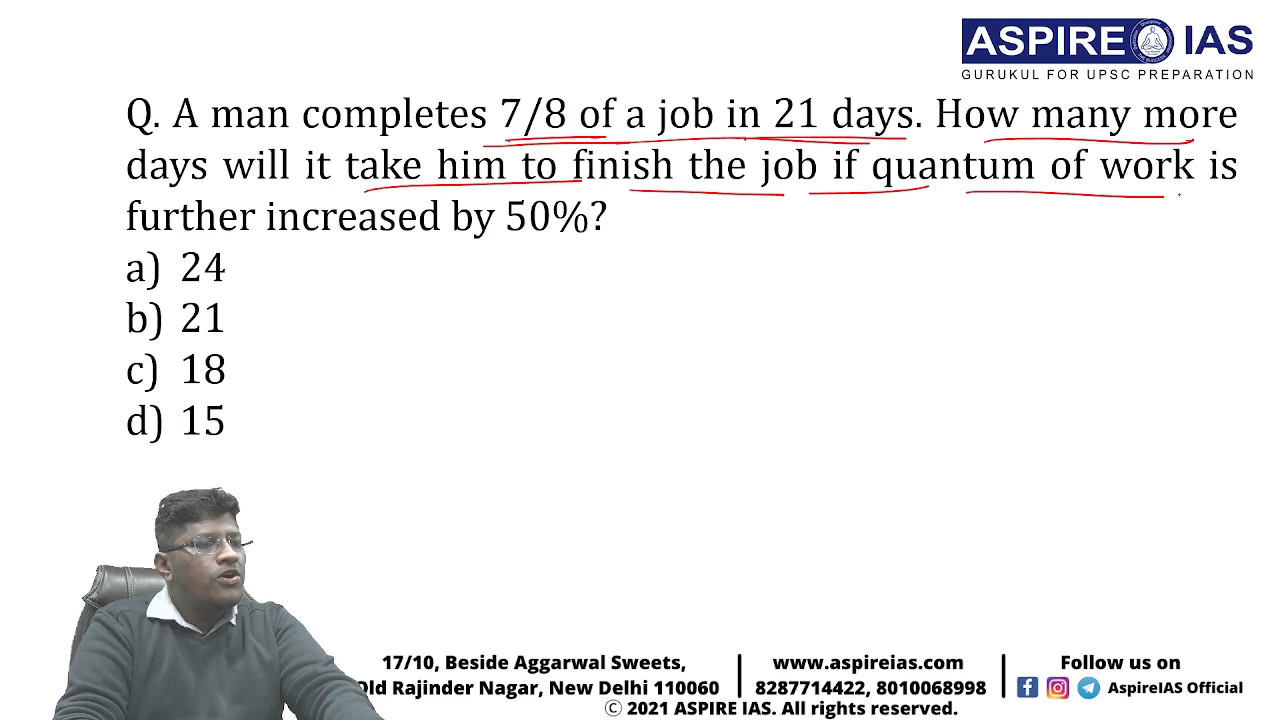 ASPIRE IAS
GURUKUL FOR UPSC PREPARATION
Q. A man completes 7/8 of a job in 21 days. How many more
days will it take him to finish the job if quantum of work is
further increased by 50%?
a) 24
b) 21
c) 18
d) 15
17/10, Beside Aggarwal Sweets,
Old Rajinder Nagar, New Delhi 110060
www.aspireias.com
8287714422, 8010068998
Follow us on
AspireIAS Official
Ⓒ 2021 ASPIRE IAS. All rights reserved.